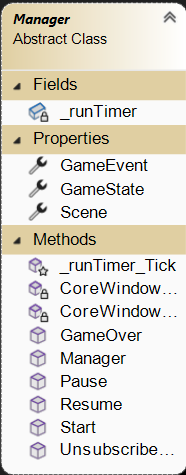 Manager
Abstract Class
Fields
_runTimer
Properties
GameEvent
GameState
Scene
Methods
_runTimer_Tick
CoreWindow...
CoreWindow...
GameOver
Manager
Pause
Resume
Start
Unsubscribe...